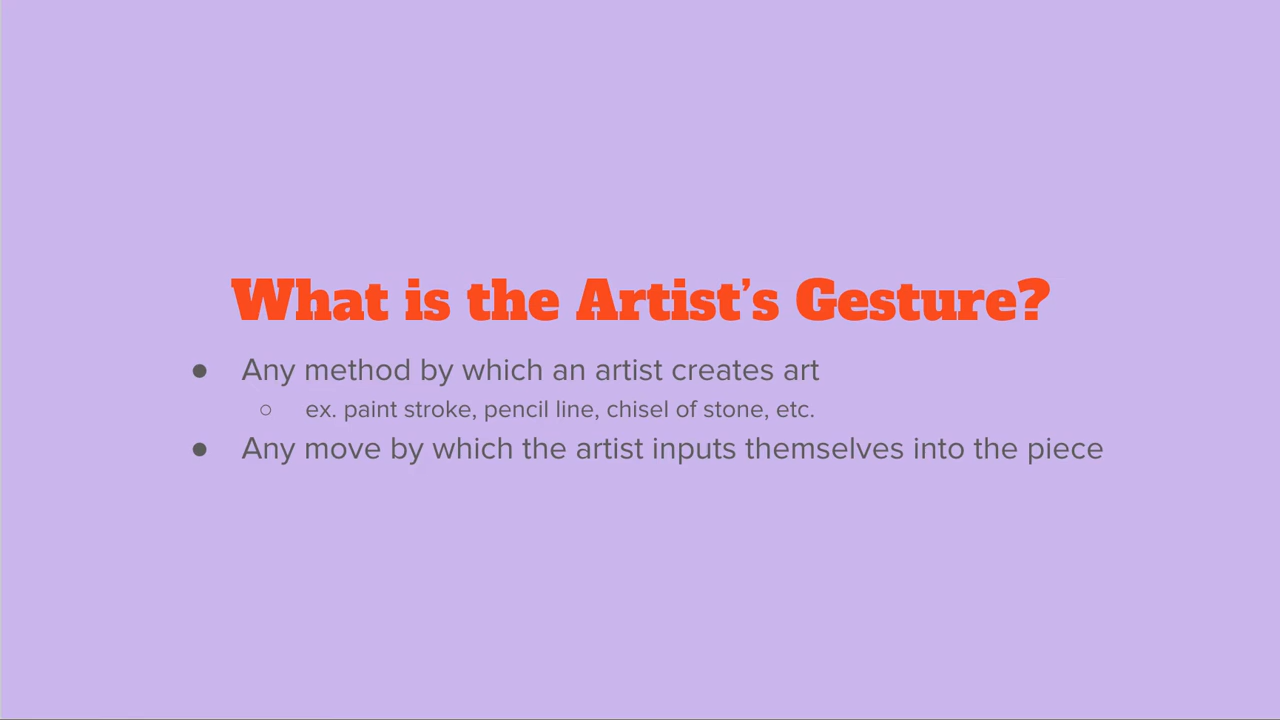 What is the Artist’s Gesture?
● Any method by which an artist creates art
○ ex. paint stroke, pencil line, chisel of stone, etc.
● Any move by which the artist inputs themselves into the piece